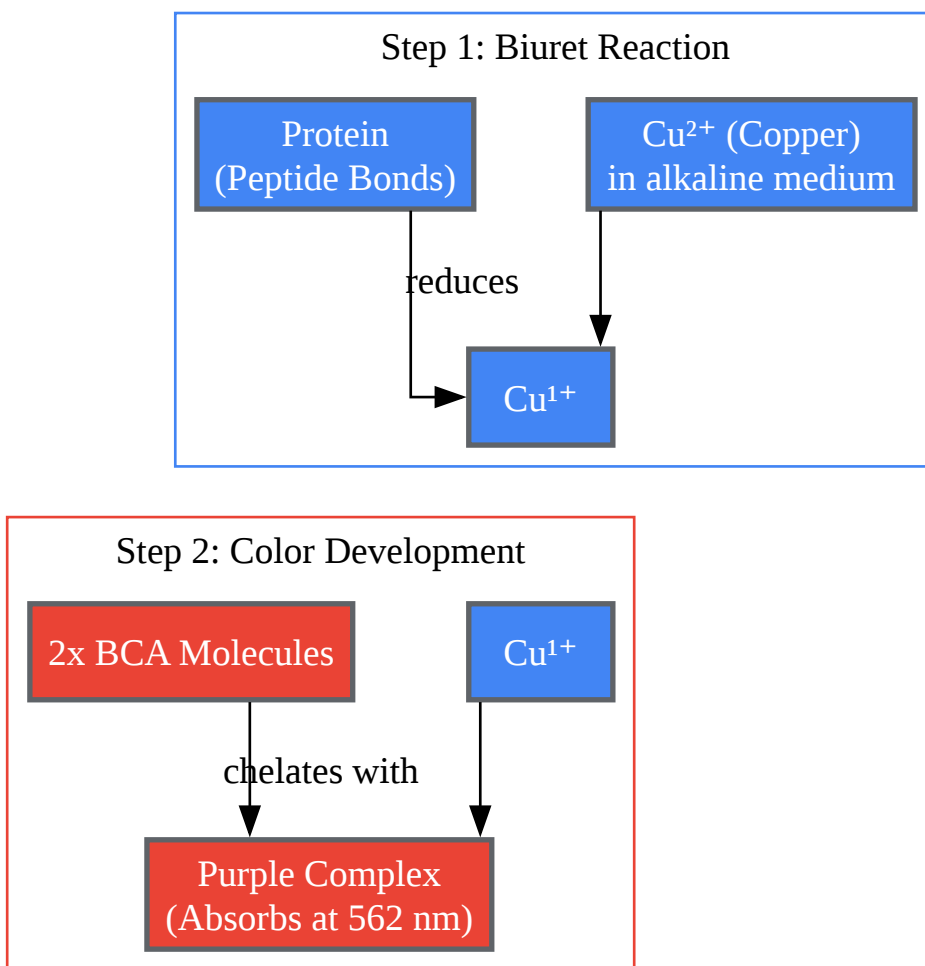 Step 1: Biuret Reaction
Protein
(Peptide Bonds)
Cu²⁺ (Copper)
in alkaline medium
reduces
Cu¹⁺
Step 2: Color Development
2x BCA Molecules
Cu¹⁺
chelates with
Purple Complex
(Absorbs at 562 nm)